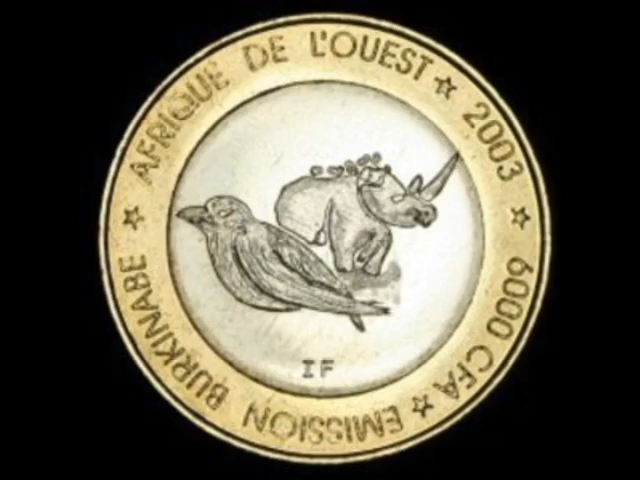 AFRIQUE DE L'OUEST ☆ 2003 ☆ 6000 CFA ☆ EMISSION BURKINABE ☆
IF